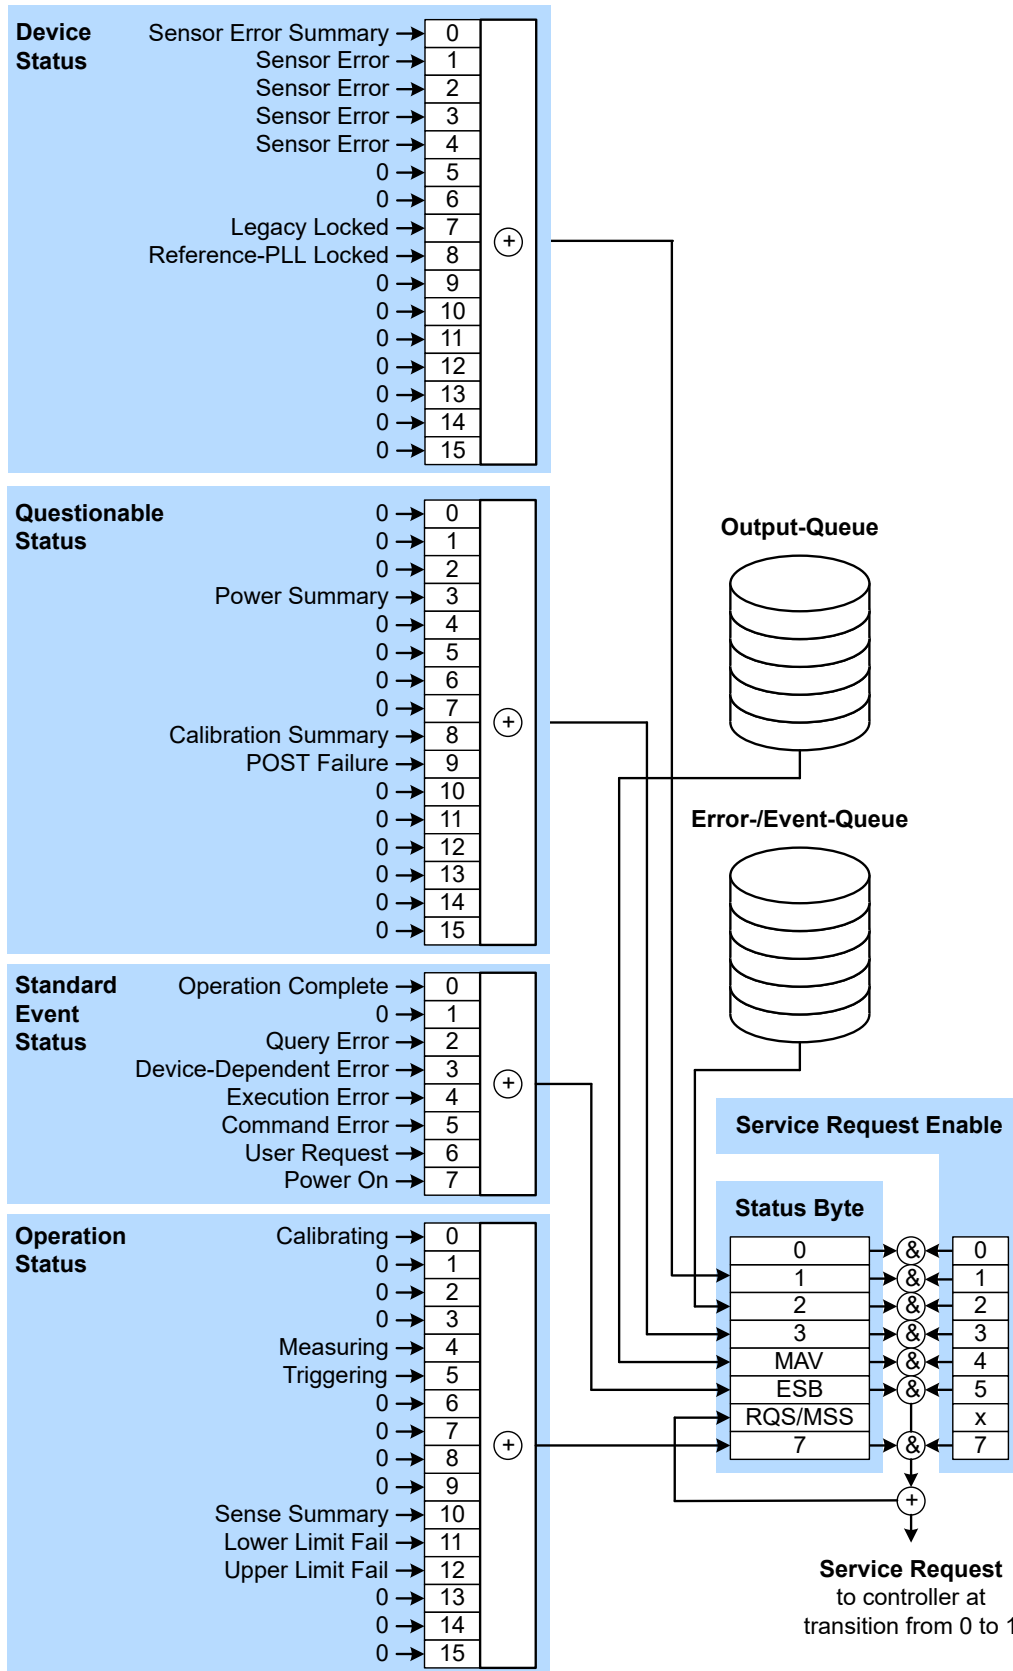 Device
Status
Sensor Error Summary 0
Sensor Error 1
Sensor Error 2
Sensor Error 3
Sensor Error 4
0 5
0 6
Legacy Locked 7
Reference-PLL Locked 8
0 9
0 10
0 11
0 12
0 13
0 14
0 15
+
Questionable
Status
0 0
0 1
0 2
Power Summary 3
0 4
0 5
0 6
0 7
Calibration Summary 8
POST Failure 9
0 10
0 11
0 12
0 13
0 14
0 15
+
Output-Queue
Error-/Event-Queue
Standard
Event
Status
Operation Complete 0
0 1
Query Error 2
Device-Dependent Error 3
Execution Error 4
Command Error 5
User Request 6
Power On 7
+
Operation
Status
Calibrating 0
0 1
0 2
0 3
Measuring 4
Triggering 5
0 6
0 7
0 8
0 9
Sense Summary 10
Lower Limit Fail 11
Upper Limit Fail 12
0 13
0 14
0 15
+
Service Request Enable
Status Byte
0 & 0
1 & 1
2 & 2
3 & 3
MAV & 4
ESB & 5
RQS/MSS x
7 & 7
+
Service Request
to controller at
transition from 0 to 1